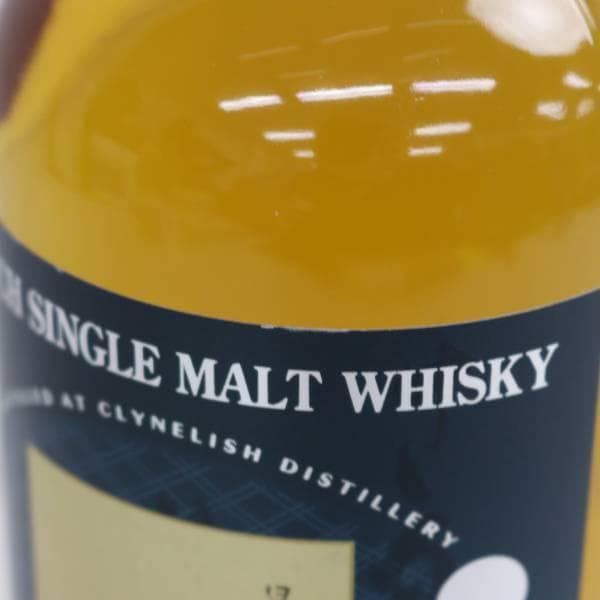 SINGLE MALT WHISKY
AT CLYNELISH DISTILLERY